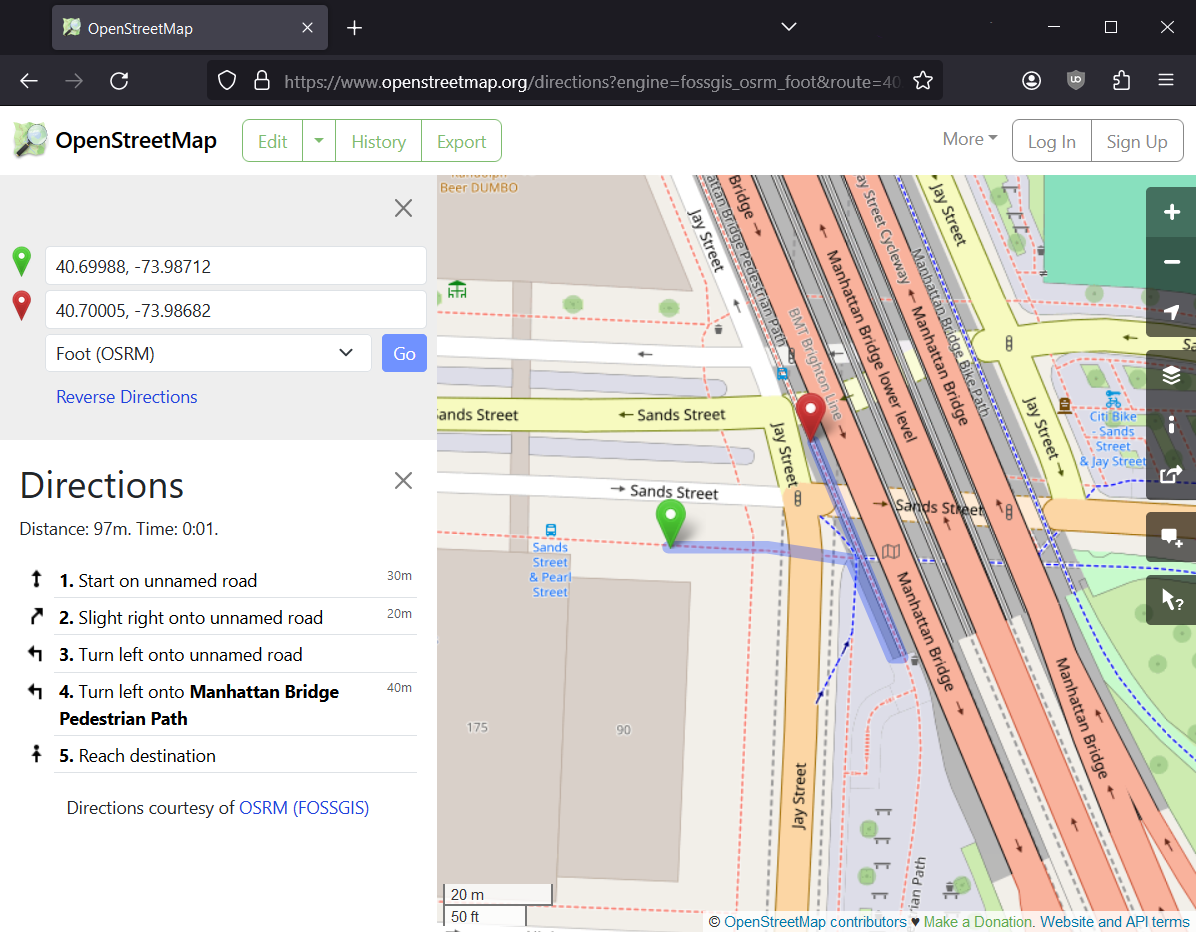 OpenStreetMap
https://www.openstreetmap.org/directions?engine=fossgis_osrm_foot&route=40
OpenStreetMap
Edit
History
Export
More
Log In
Sign Up
40.69988, -73.98712
40.70005, -73.98682
Foot (OSRM)
Go
Reverse Directions
Directions
Distance: 97m. Time: 0:01.
1. Start on unnamed road 30m
2. Slight right onto unnamed road 20m
3. Turn left onto unnamed road
4. Turn left onto Manhattan Bridge 40m
Pedestrian Path
5. Reach destination
Directions courtesy of OSRM (FOSSGIS)
Beer DUMBO
Jay Street
Bridge Pedestrian Path
Bridge
Jay Street Cycleway
Jay Street
BMT Brighton Line
Manhattan Bridge lower level
Manhattan Bridge
Manhattan Bridge Bike Path
Sands Street
Sands Street
Jay Street
Jay Street
Citi Bike
Sands
Street
& Jay Street
Sands Street
Sands Street
Sands
Street
& Pearl
Street
Manhattan Bridge
Manhattan Bridge
175
90
Jay Street
Path
20 m
50 ft
© OpenStreetMap contributors ♥ Make a Donation. Website and API terms